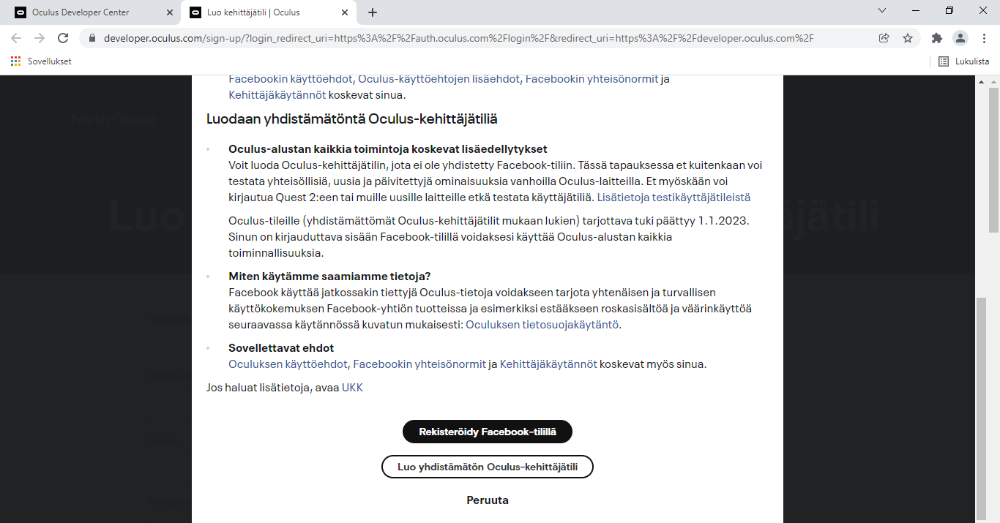 Oculus Developer Center
Luo kehittäjätili | Oculus
developer.oculus.com/sign-up/?login_redirect_uri=https%3A%2F%2Fauth.oculus.com%2Flogin%2F&redirect_uri=https%3A%2F%2Fdeveloper.oculus.com%2F
Sovellukset
Lukulista
Facebookin käyttöehdot, Oculus-käyttöehtojen lisäehdot, Facebookin yhteisönormit ja
Kehittäjäkäytännöt koskevat sinua.
Meta Quest
Luodaan yhdistämätöntä Oculus-kehittäjätiliä
Oculus-alustan kaikkia toimintoja koskevat lisäedellytykset
Voit luoda Oculus-kehittäjätilin, jota ei ole yhdistetty Facebook-tiliin. Tässä tapauksessa et kuitenkaan voi
testata yhteisöllisiä, uusia ja päivitettyjä ominaisuuksia vanhoilla Oculus-laitteilla. Et myöskään voi
kirjautua Quest 2:een tai muille uusille laitteille etkä testata käyttäjätiliä. Lisätietoja testikäyttäjätileistä
Luo
äjätili
Oculus-tileille (yhdistämättömät Oculus-kehittäjätilit mukaan lukien) tarjottava tuki päättyy 1.1.2023.
Sinun on kirjauduttava sisään Facebook-tilillä voidaksesi käyttää Oculus-alustan kaikkia
toiminnallisuuksia.
Miten käytämme saamiamme tietoja?
Facebook käyttää jatkossakin tiettyjä Oculus-tietoja voidakseen tarjota yhtenäisen ja turvallisen
käyttökokemuksen Facebook-yhtiön tuotteissa ja esimerkiksi estääkseen roskasisältöä ja väärinkäyttöä
seuraavassa käytännössä kuvatun mukaisesti: Oculuksen tietosuojakäytäntö.
Sovellettavat ehdot
Oculuksen käyttöehdot, Facebookin yhteisönormit ja Kehittäjäkäytännöt koskevat myös sinua.
Jos haluat lisätietoja, avaa UKK
Rekisteröidy Facebook-tilillä
Luo yhdistämätön Oculus-kehittäjätili
Peruuta